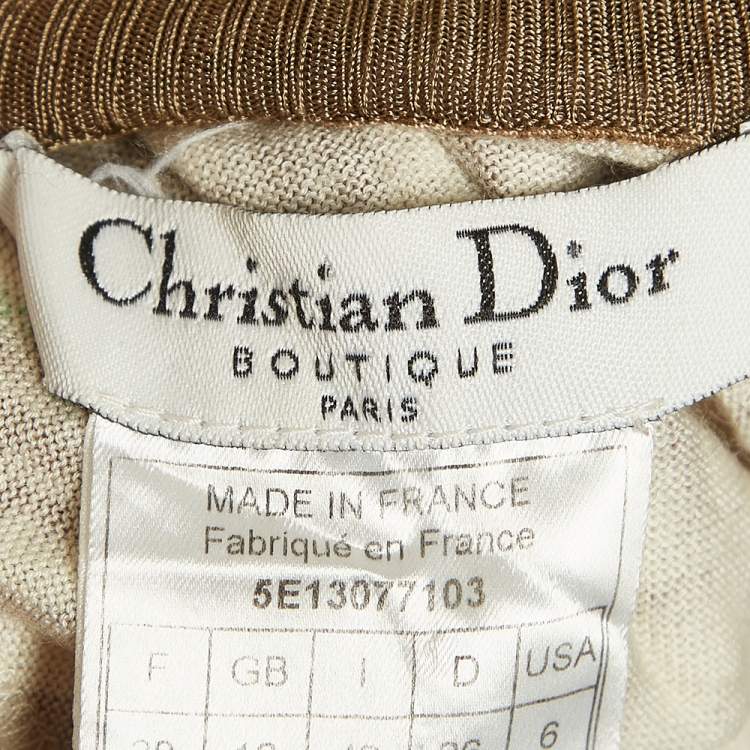 Christian Dior
BOUTIQUE
PARIS
MADE IN FRANCE
Fabriqué en France
5E13077103
F GB I D USA
6